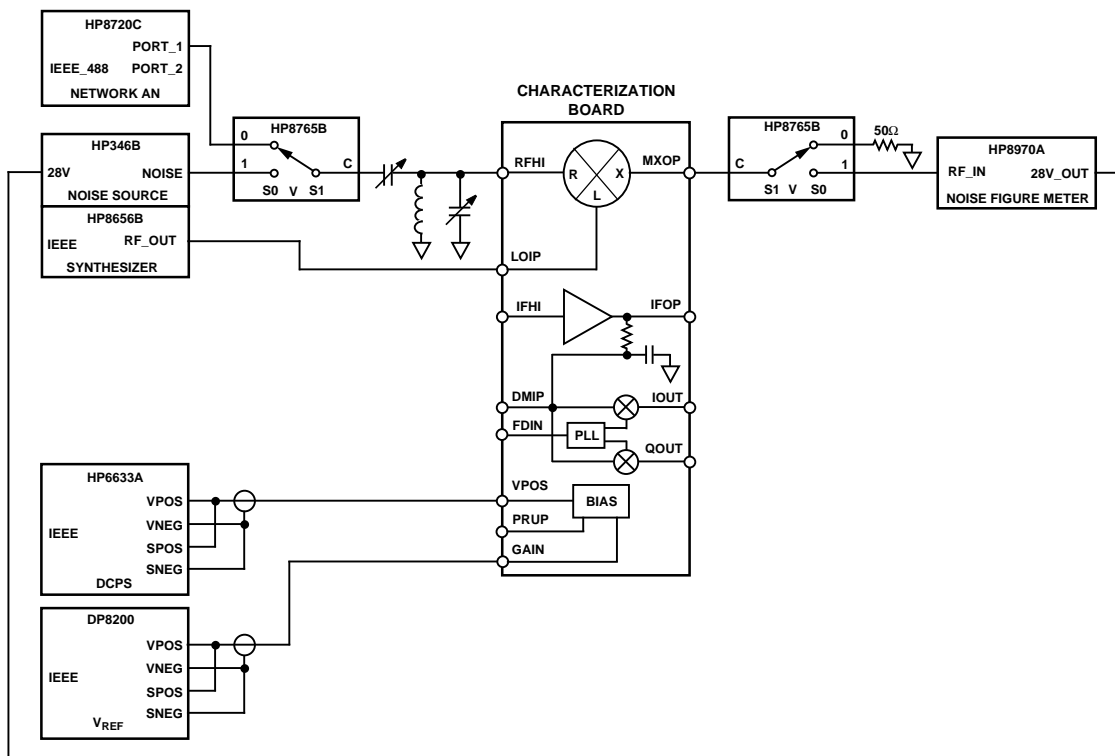 HP8720C
PORT_1
IEEE_488 PORT_2
NETWORK AN
HP346B
28V NOISE
NOISE SOURCE
HP8656B
IEEE RF_OUT
SYNTHESIZER
HP8765B
0
1
C
S0 V S1
CHARACTERIZATION
BOARD
RFHI
R
X
L
MXOP
LOIP
IFHI
IFOP
DMIP
IOUT
FDIN
PLL
QOUT
VPOS
BIAS
PRUP
GAIN
HP8765B
C
0
1
S1 V S0
50Ω
HP8970A
RF_IN
28V_OUT
NOISE FIGURE METER
HP6633A
VPOS
IEEE VNEG
SPOS
SNEG
DCPS
DP8200
VPOS
IEEE VNEG
SPOS
SNEG
VREF